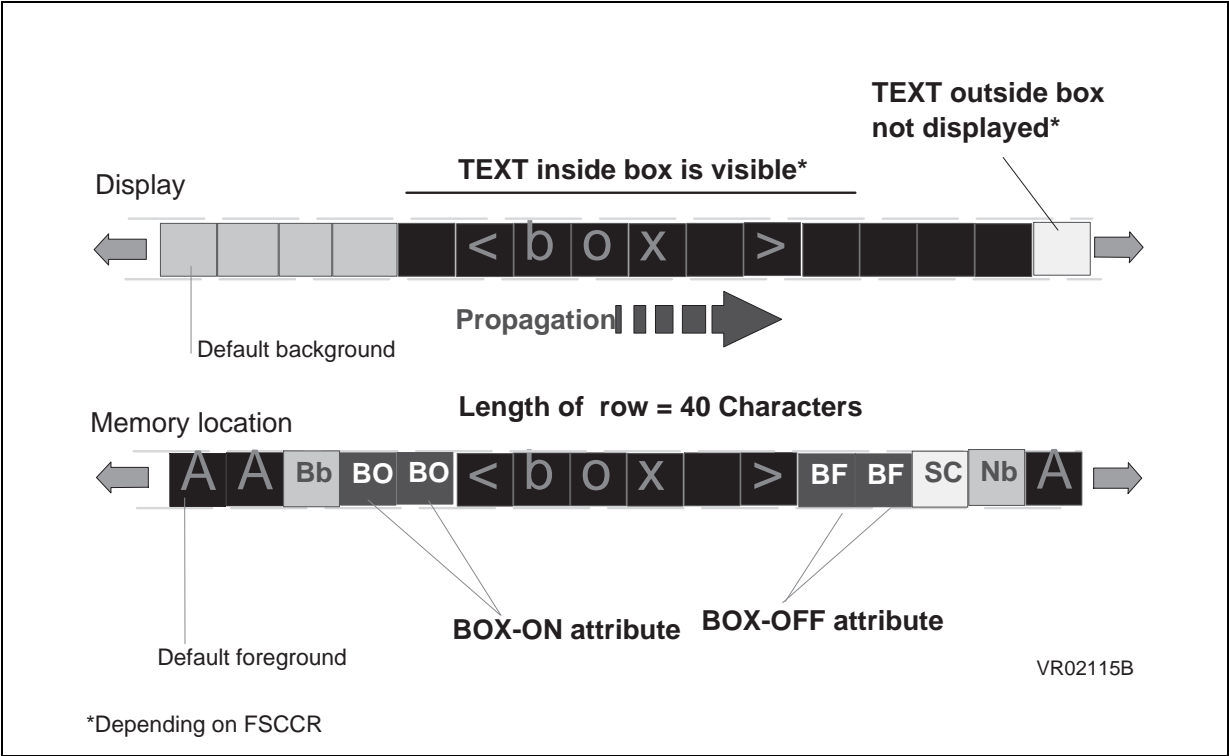 TEXT outside box
not displayed*
TEXT inside box is visible*
Display
< b o x >
Propagation
Default background
Length of row = 40 Characters
Memory location
A A Bb BO BO < b o x > BF BF SC Nb A
BOX-ON attribute BOX-OFF attribute
Default foreground
VR02115B
*Depending on FSCCR